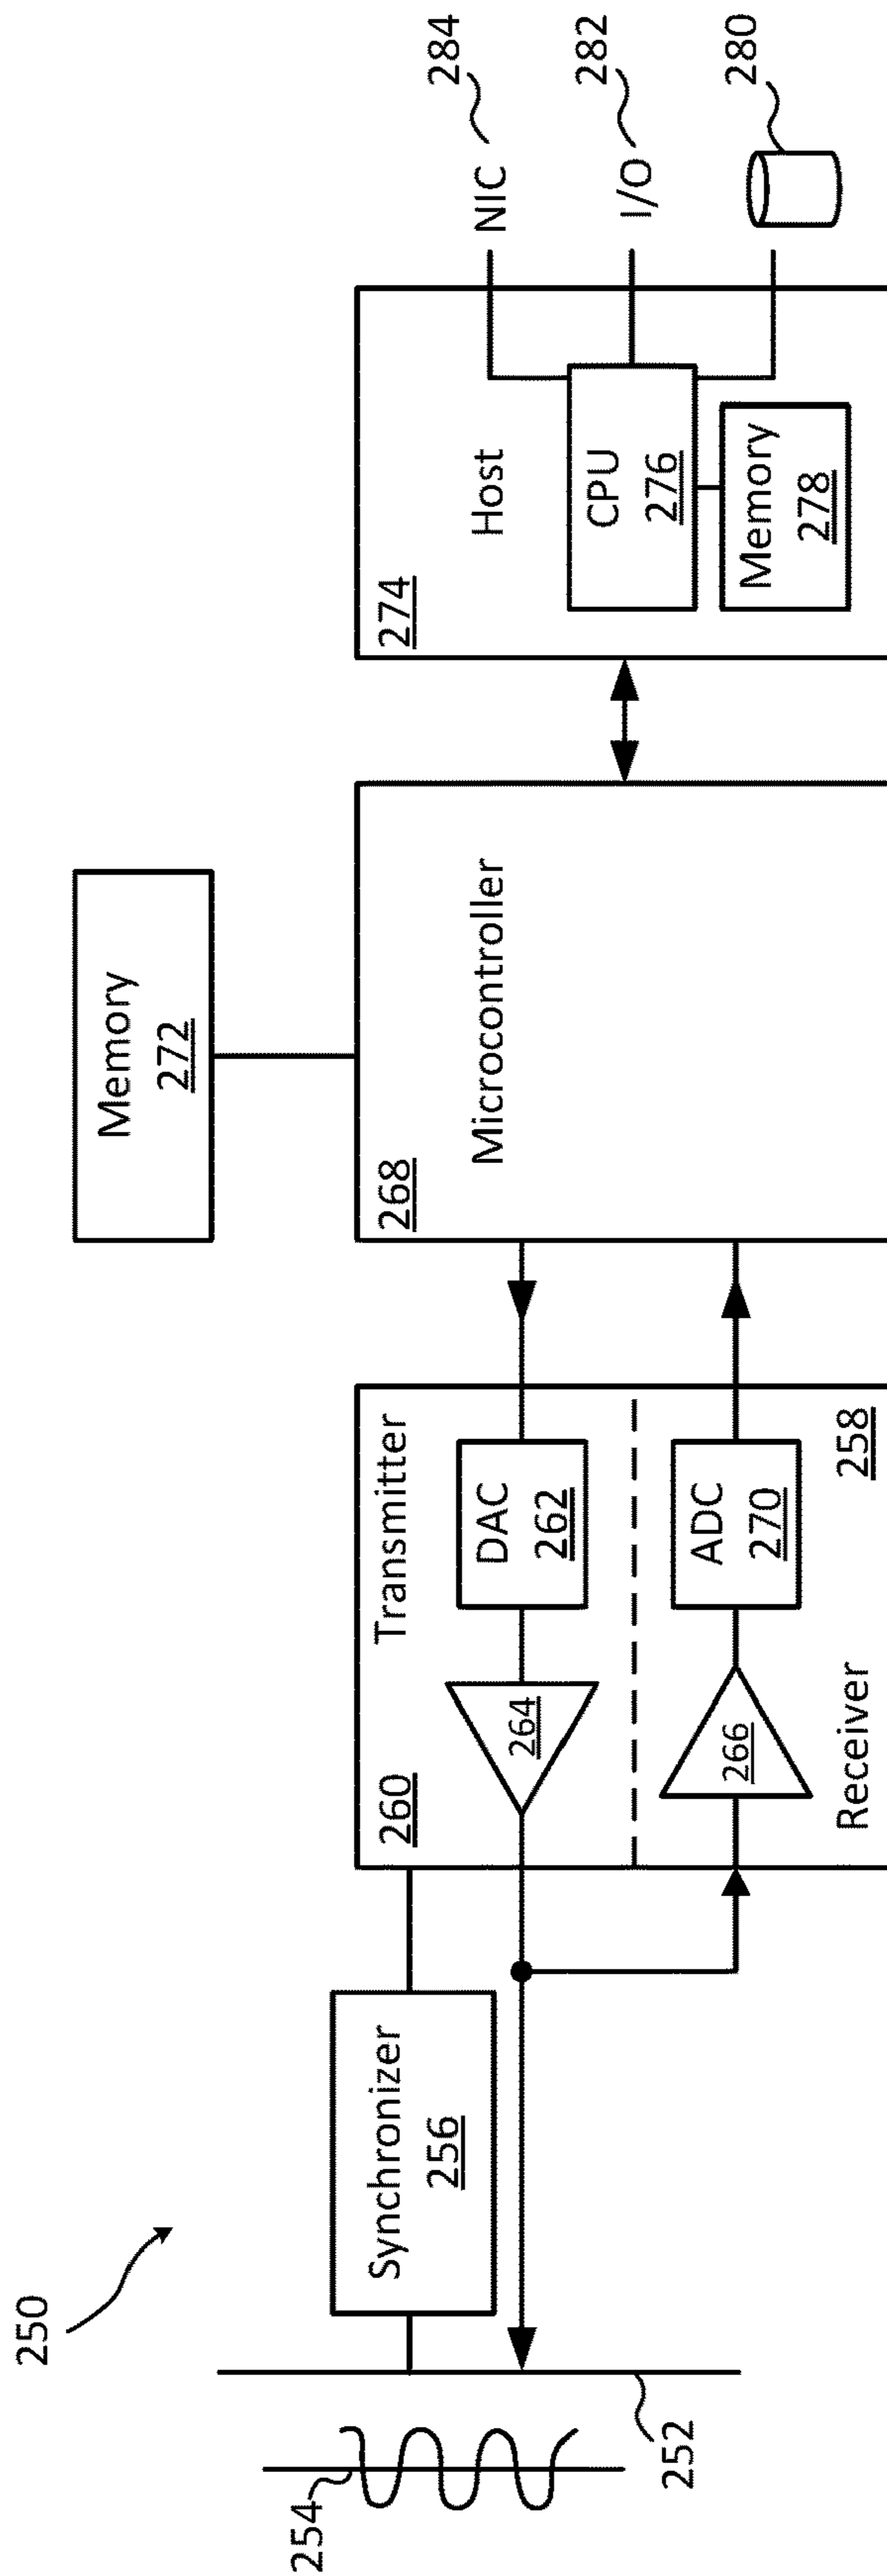 250
254
252
Synchronizer
256
260
Transmitter
DAC
262
264
266
ADC
270
Receiver
258
Memory
272
268
Microcontroller
274
Host
CPU
276
Memory
278
NIC
284
I/O
282
280